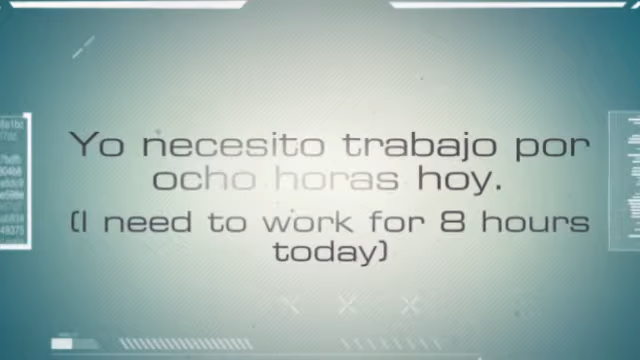 Yo necesito trabajo por
ocho horas hoy.
(I need to work for 8 hours
today)